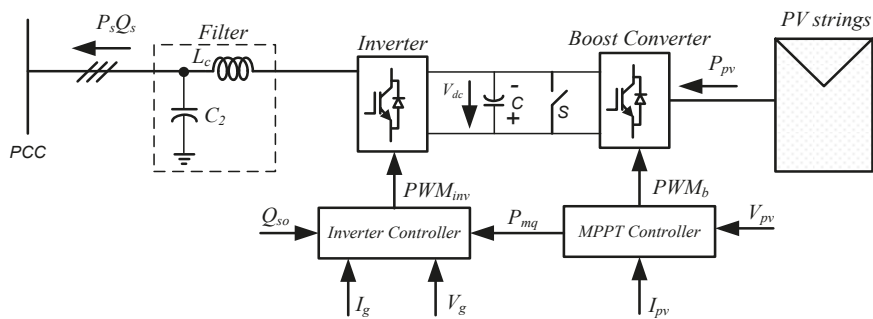 PsQs
Filter
Lc
C2
PCC
Inverter
Vdc
-
C
+
S
Boost Converter
Ppv
PV strings
PWMinv
PWMb
Qso
Inverter Controller
Pmq
MPPT Controller
Vpv
Ig
Vg
Ipv